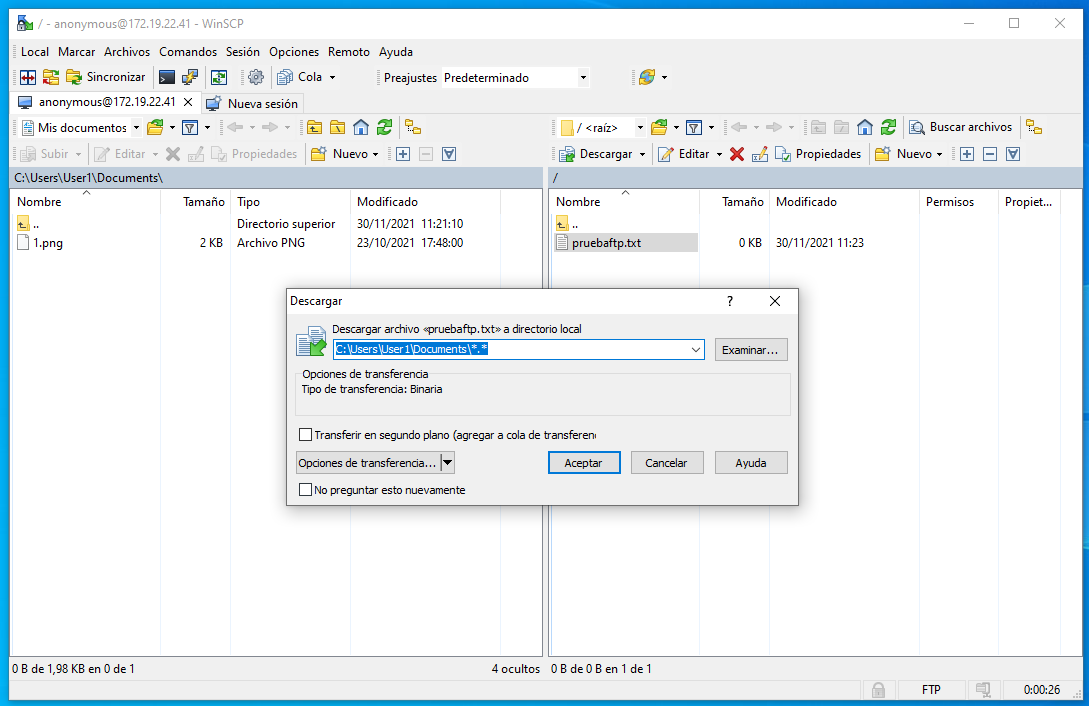 / - anonymous@172.19.22.41 - WinSCP
Local Marcar Archivos Comandos Sesión Opciones Remoto Ayuda
Sincronizar Cola Preajustes Predeterminado
anonymous@172.19.22.41 Nueva sesión
Mis documentos / <raíz> Buscar archivos
Subir Editar Propiedades Nuevo Descargar Editar Propiedades Nuevo
C:\Users\User1\Documents\ /
Nombre Tamaño Tipo Modificado Nombre Tamaño Modificado Permisos Propiet...
.. Directorio superior 30/11/2021 11:21:10 ..
1.png 2 KB Archivo PNG 23/10/2021 17:48:00 pruebaftp.txt 0 KB 30/11/2021 11:23
Descargar ?
Descargar archivo «pruebaftp.txt» a directorio local
C:\Users\User1\Documents\*.* Examinar...
Opciones de transferencia
Tipo de transferencia: Binaria
Transferir en segundo plano (agregar a cola de transferen
Opciones de transferencia... Aceptar Cancelar Ayuda
No preguntar esto nuevamente
0 B de 1,98 KB en 0 de 1 4 ocultos 0 B de 0 B en 1 de 1
FTP 0:00:26